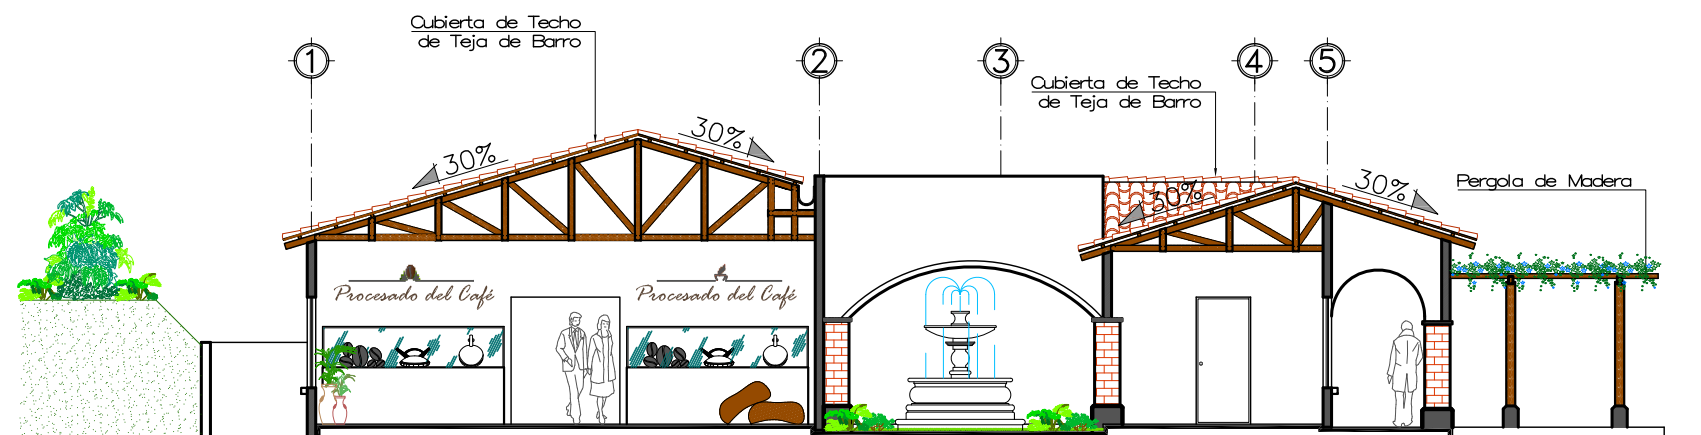 Cubierta de Techo
de Teja de Barro
1
2
3
4
5
Cubierta de Techo
de Teja de Barro
30%
30%
30%
30%
Pergola de Madera
Procesado del Café
Procesado del Café